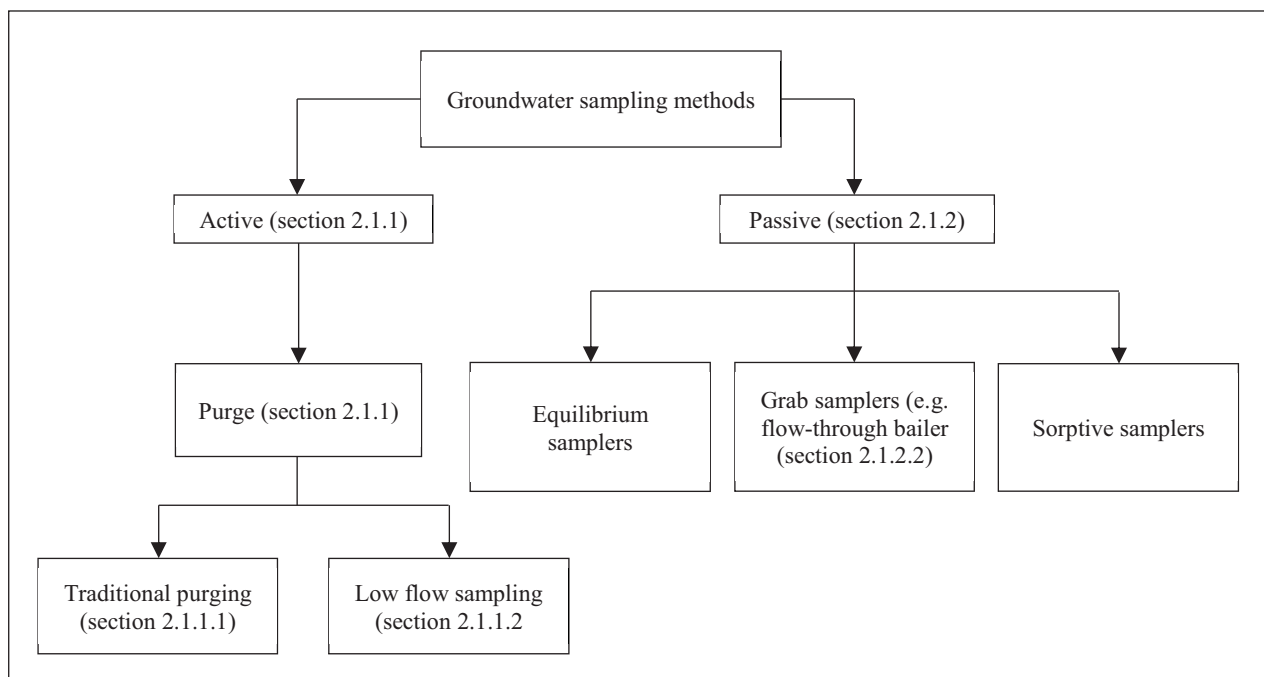 Groundwater sampling methods
Active (section 2.1.1)
Passive (section 2.1.2)
Purge (section 2.1.1)
Equilibrium
samplers
Grab samplers (e.g.
flow-through bailer
(section 2.1.2.2)
Sorptive samplers
Traditional purging
(section 2.1.1.1)
Low flow sampling
(section 2.1.1.2